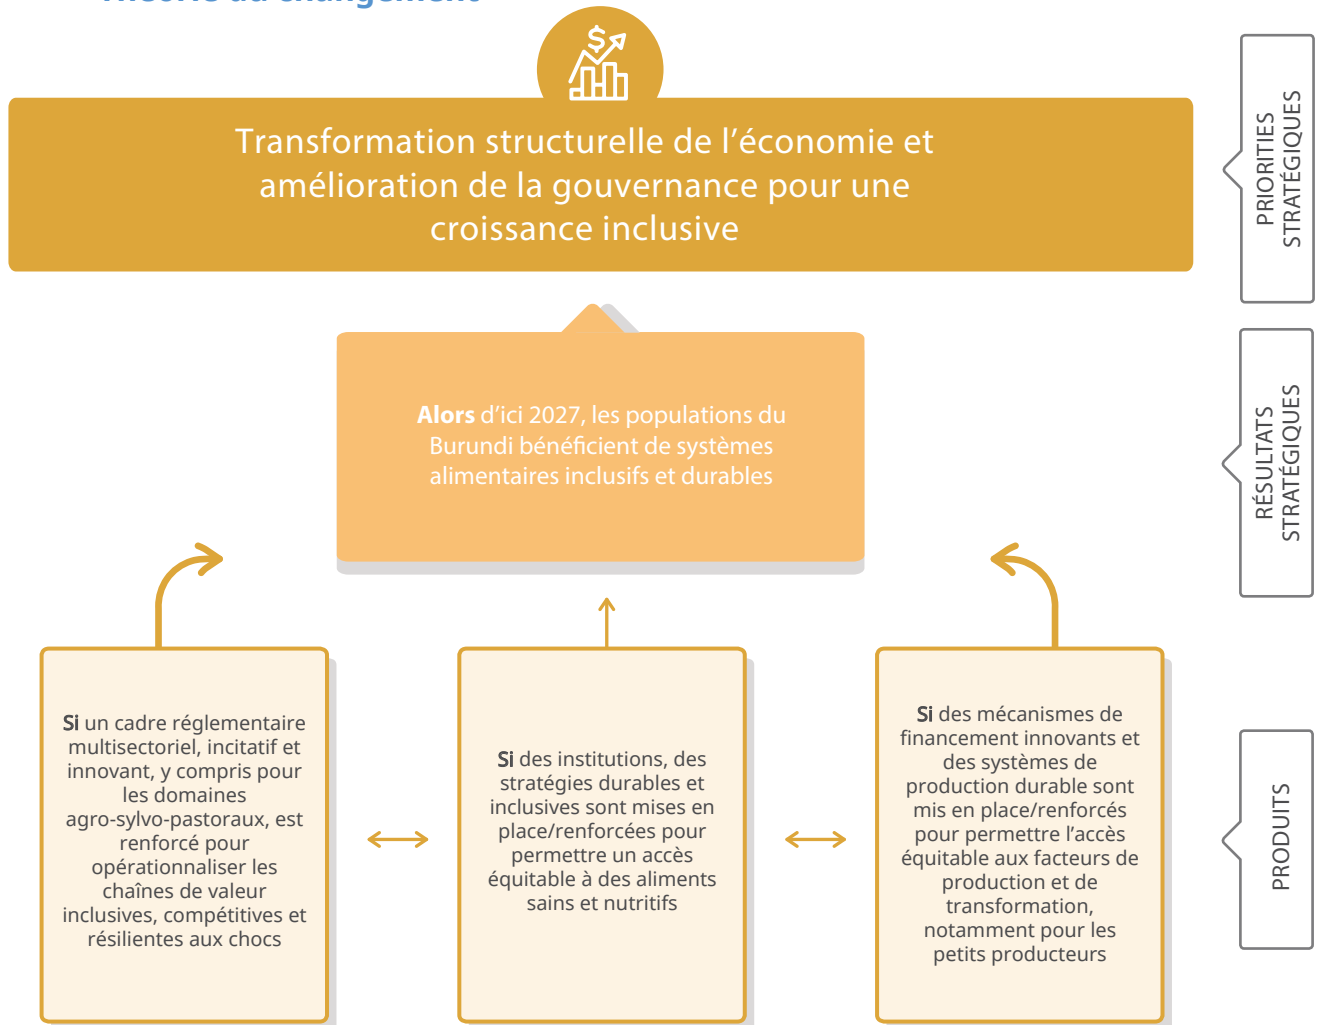 Théorie du changement
$
Transformation structurelle de l’économie et
amélioration de la gouvernance pour une
croissance inclusive
PRIORITIES
STRATÉGIQUES
Alors d’ici 2027, les populations du
Burundi bénéficient de systèmes
alimentaires inclusifs et durables
RÉSULTATS
STRATÉGIQUES
Si un cadre réglementaire
multisectoriel, incitatif et
innovant, y compris pour
les domaines
agro-sylvo-pastoraux, est
renforcé pour
opérationnaliser les
chaînes de valeur
inclusives, compétitives et
résilientes aux chocs
Si des institutions, des
stratégies durables et
inclusives sont mises en
place/renforcées pour
permettre un accès
équitable à des aliments
sains et nutritifs
Si des mécanismes de
financement innovants et
des systèmes de
production durable sont
mis en place/renforcés
pour permettre l’accès
équitable aux facteurs de
production et de
transformation,
notamment pour les
petits producteurs
PRODUITS